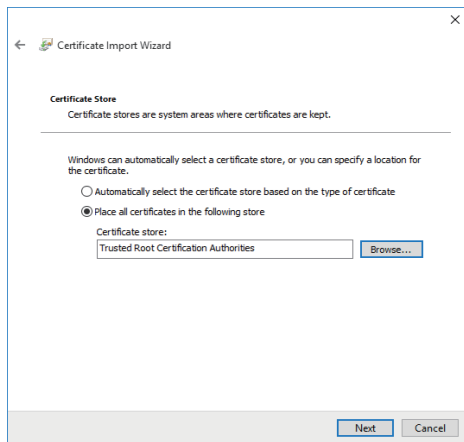 Certificate Import Wizard
Certificate Store
Certificate stores are system areas where certificates are kept.
Windows can automatically select a certificate store, or you can specify a location for
the certificate.
Automatically select the certificate store based on the type of certificate
Place all certificates in the following store
Certificate store:
Trusted Root Certification Authorities
Browse...
Next
Cancel